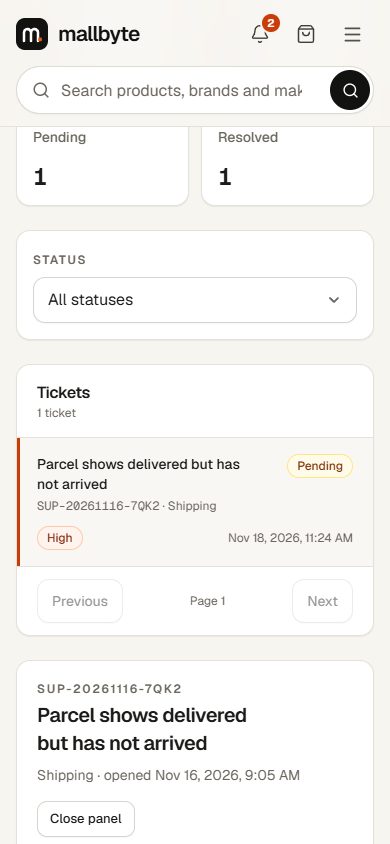 m. mallbyte
2
Search products, brands and mak
Pending
Resolved
1
1
STATUS
All statuses
Tickets
1 ticket
Parcel shows delivered but has
not arrived
Pending
SUP-20261116-7QK2 · Shipping
High
Nov 18, 2026, 11:24 AM
Previous
Page 1
Next
SUP-20261116-7QK2
Parcel shows delivered
but has not arrived
Shipping · opened Nov 16, 2026, 9:05 AM
Close panel